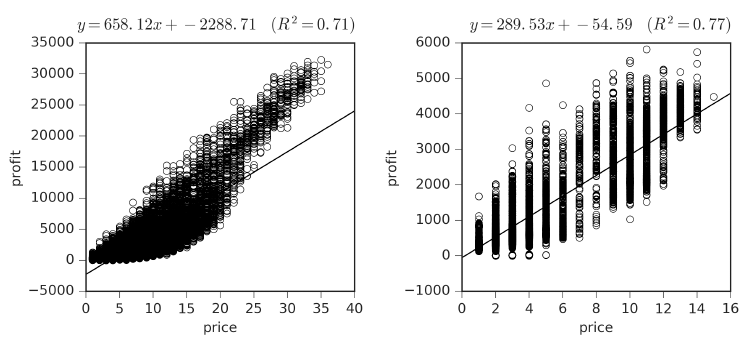 y = 658.12x + −2288.71 (R² = 0.71)
35000
30000
25000
20000
15000
10000
5000
0
−5000
profit
0 5 10 15 20 25 30 35 40
price
y = 289.53x + −54.59 (R² = 0.77)
6000
5000
4000
3000
2000
1000
0
−1000
profit
0 2 4 6 8 10 12 14 16
price